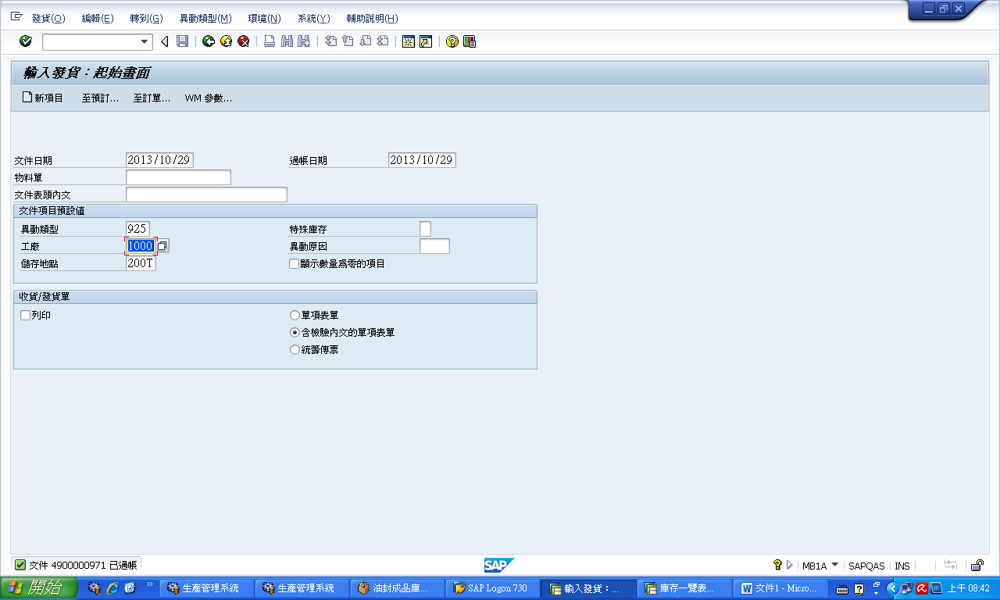 發貨(O) 編輯(E) 轉到(G) 異動類型(M) 環境(N) 系統(Y) 輔助說明(H)
輸入發貨：起始畫面
新項目 至預訂... 至訂單... WM 參數...
文件日期 2013/10/29 過帳日期 2013/10/29
物料單
文件表頭內文
文件項目預設值
異動類型 925 特殊庫存
工廠 1000 異動原因
儲存地點 200T 顯示數量為零的項目
收貨/發貨單
列印 單項表單
含檢驗內文的單項表單
統籌傳票
文件 4900000971 已過帳 SAP MB1A SAPQAS INS
開始 生產管理系統 生產管理系統 油封成品庫... SAP Logon 730 輸入發貨：... 庫存一覽表... 文件1 - Micro... 上午 08:42